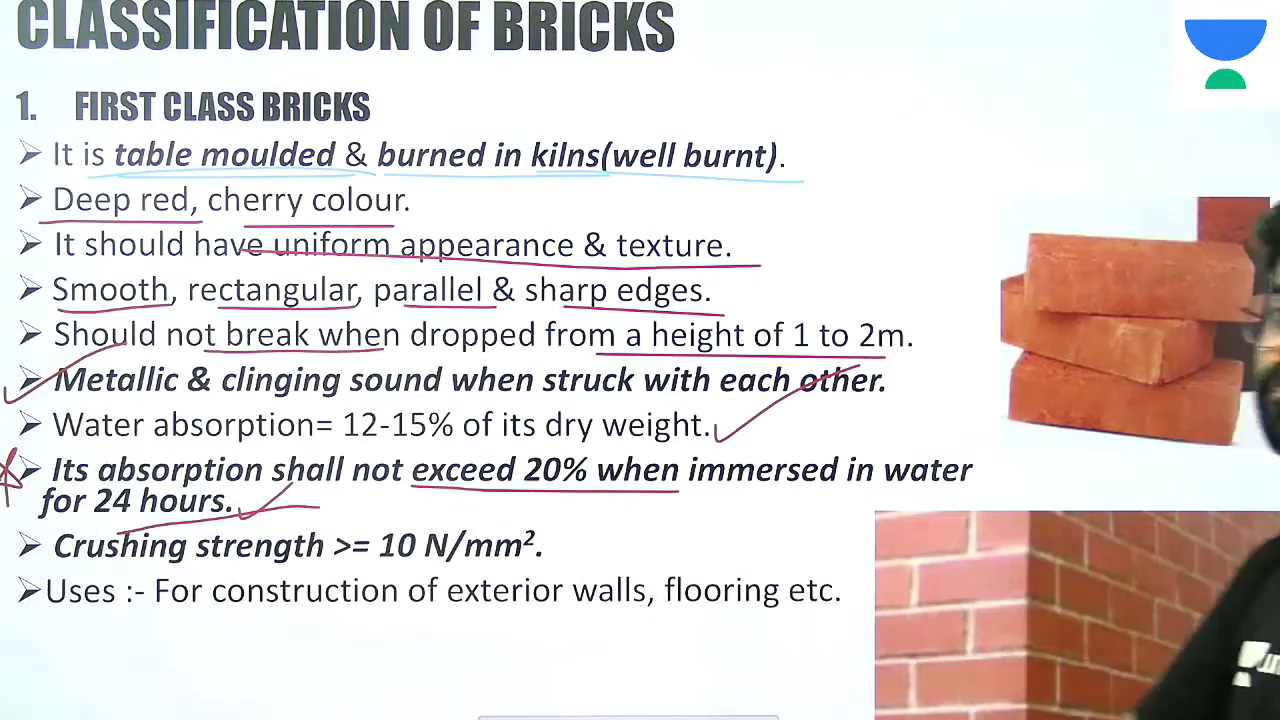 CLASSIFICATION OF BRICKS
1. FIRST CLASS BRICKS
➢ It is table moulded & burned in kilns(well burnt).
➢ Deep red, cherry colour.
➢ It should have uniform appearance & texture.
➢ Smooth, rectangular, parallel & sharp edges.
➢ Should not break when dropped from a height of 1 to 2m.
➢ Metallic & clinging sound when struck with each other.
➢ Water absorption= 12-15% of its dry weight.
➢ Its absorption shall not exceed 20% when immersed in water
for 24 hours.
➢ Crushing strength >= 10 N/mm².
➢Uses :- For construction of exterior walls, flooring etc.